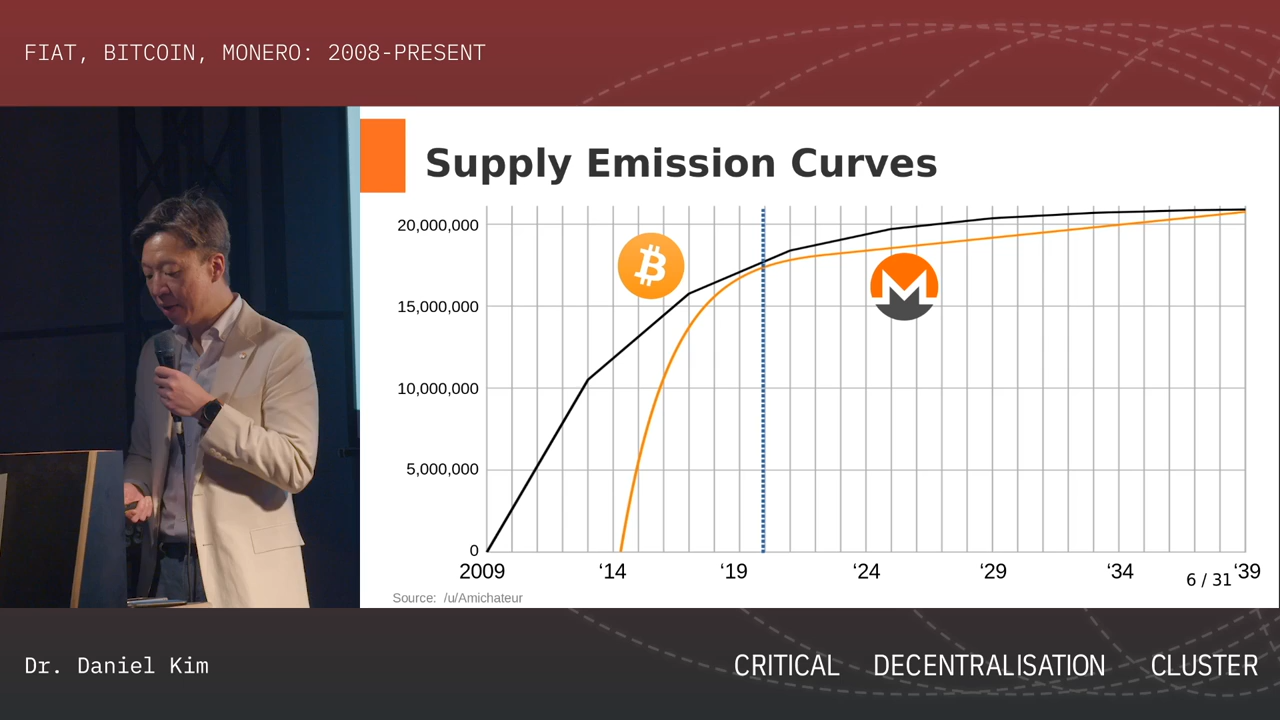 FIAT, BITCOIN, MONERO: 2008-PRESENT
Supply Emission Curves
20,000,000
15,000,000
10,000,000
5,000,000
0
2009 ‘14 ‘19 ‘24 ‘29 ‘34 ‘39
6 / 31
Source: /u/Amichateur
Dr. Daniel Kim
CRITICAL DECENTRALISATION CLUSTER